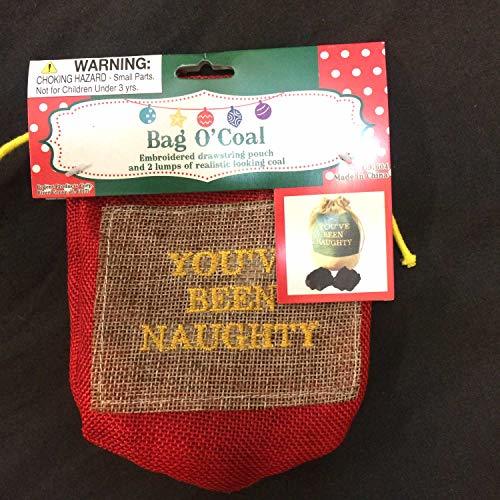 WARNING:
CHOKING HAZARD - Small Parts.
Not for Children Under 3 yrs.
Bag O'Coal
Embroidered drawstring pouch
and 2 lumps of realistic looking coal
Made in China
YOU'VE
BEEN
NAUGHTY
YOU'V
BEEN
NAUGHTY